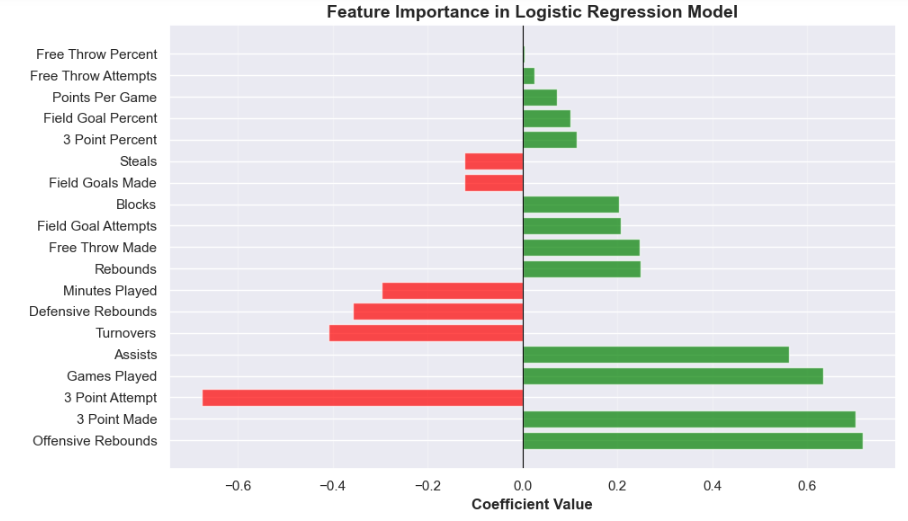 Feature Importance in Logistic Regression Model
Free Throw Percent
Free Throw Attempts
Points Per Game
Field Goal Percent
3 Point Percent
Steals
Field Goals Made
Blocks
Field Goal Attempts
Free Throw Made
Rebounds
Minutes Played
Defensive Rebounds
Turnovers
Assists
Games Played
3 Point Attempt
3 Point Made
Offensive Rebounds
−0.6 −0.4 −0.2 0.0 0.2 0.4 0.6
Coefficient Value